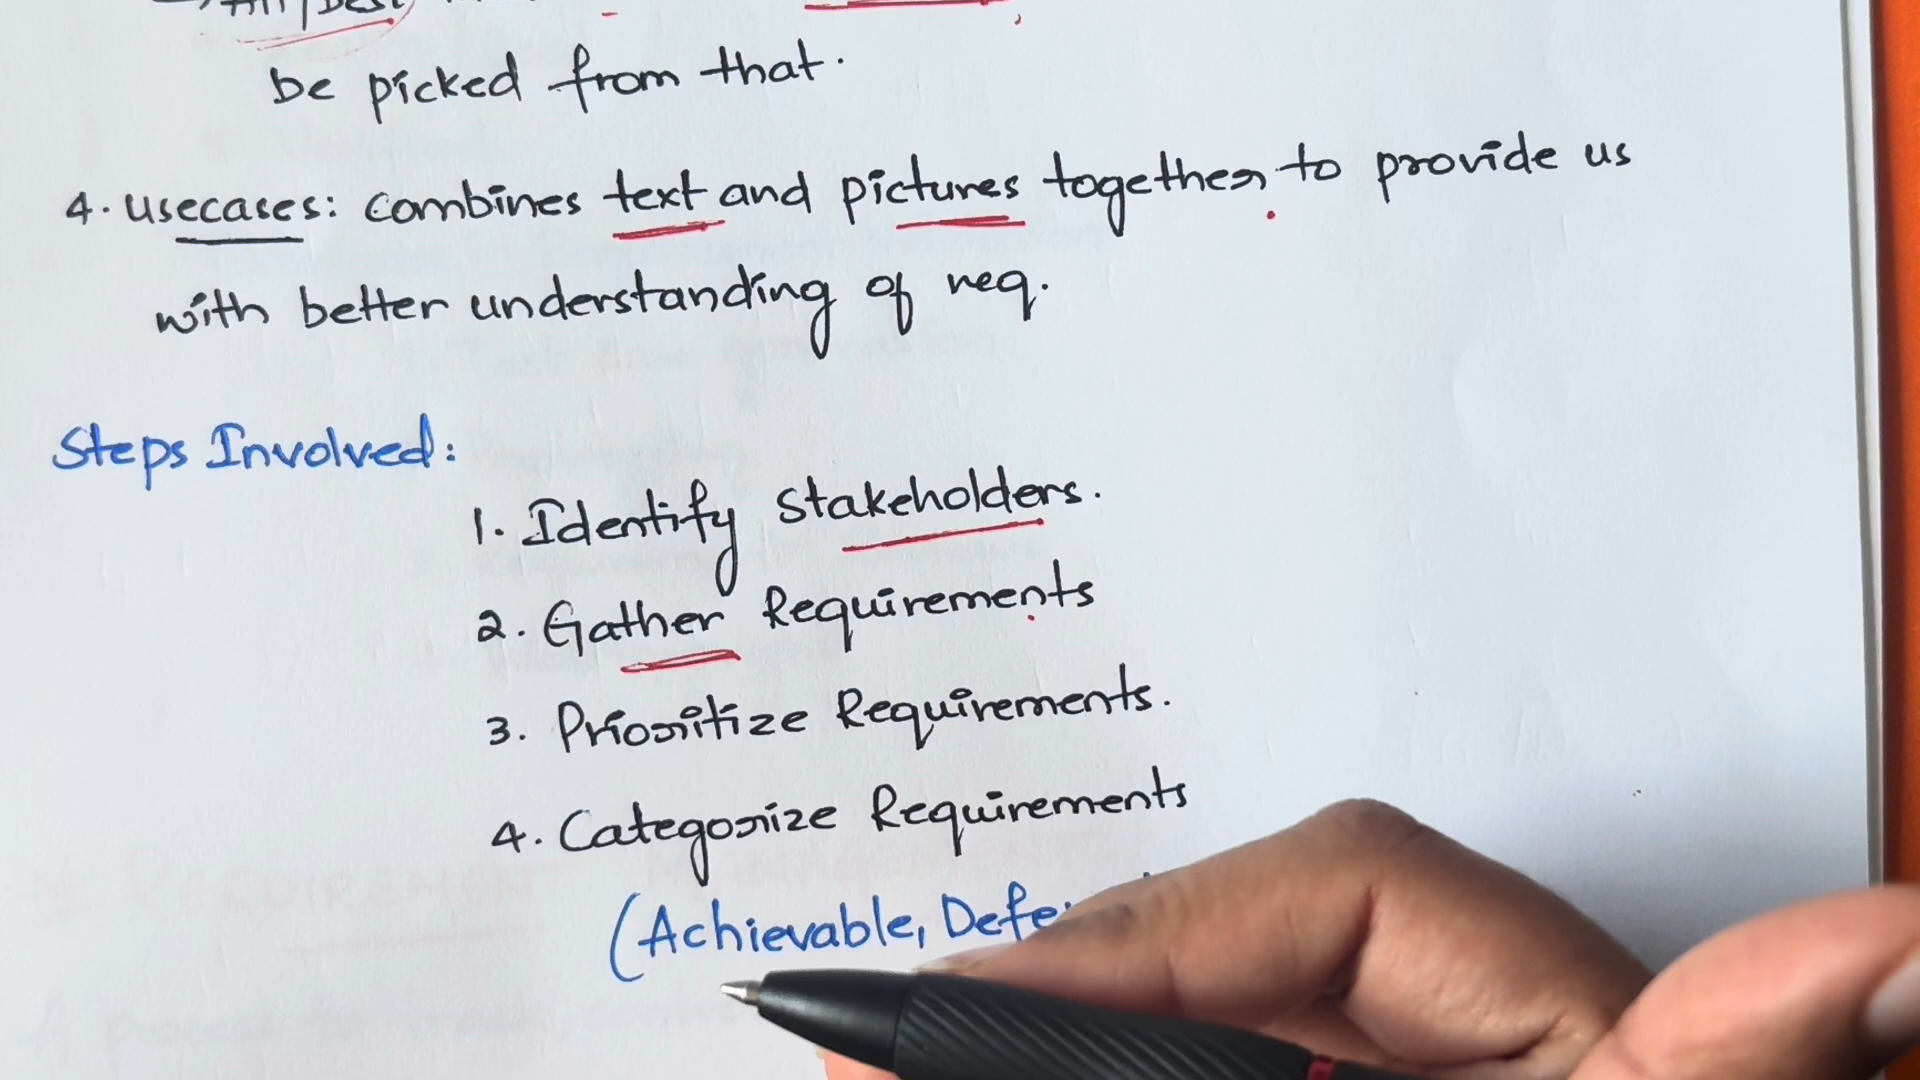 be picked from that.
4. Usecases: combines text and pictures together to provide us
with better understanding of req.
Steps Involved:
1. Identify stakeholders.
2. Gather Requirements
3. Prioritize Requirements.
4. Categorize Requirements
(Achievable,